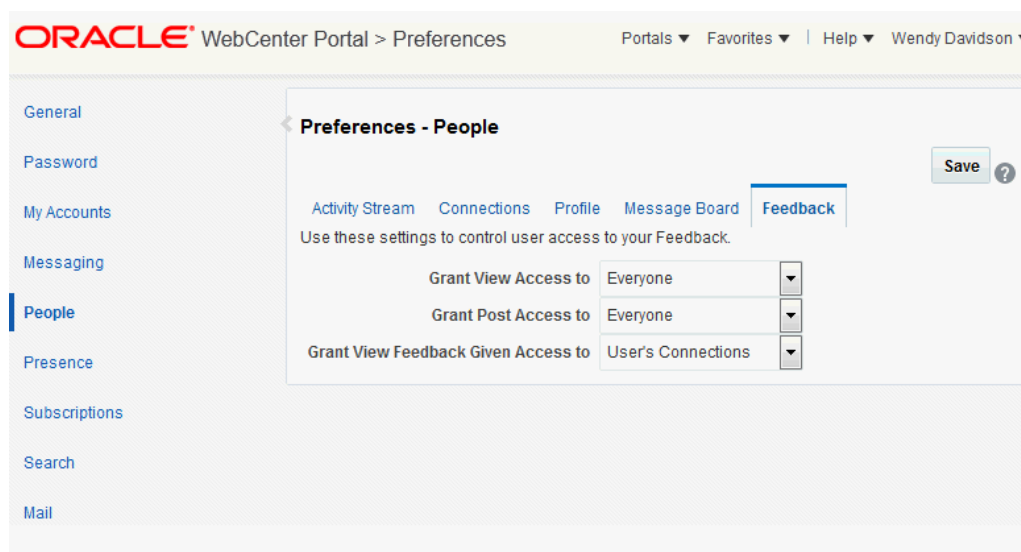 ORACLE® WebCenter Portal > Preferences
Portals ▼ Favorites ▼ | Help ▼ Wendy Davidson
General
Password
My Accounts
Messaging
People
Presence
Subscriptions
Search
Mail
Preferences - People
Save
Activity Stream Connections Profile Message Board Feedback
Use these settings to control user access to your Feedback.
Grant View Access to Everyone
Grant Post Access to Everyone
Grant View Feedback Given Access to User's Connections